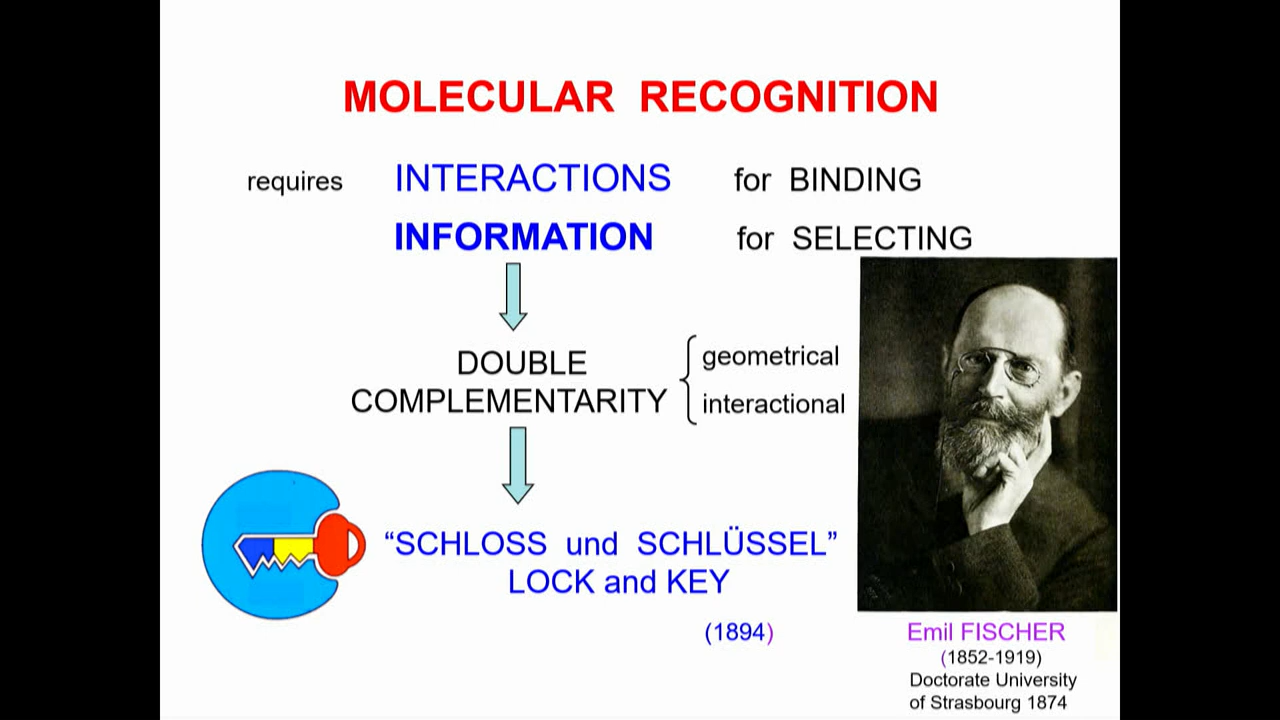 MOLECULAR RECOGNITION
requires INTERACTIONS for BINDING
INFORMATION for SELECTING
DOUBLE
COMPLEMENTARITY
geometrical
interactional
“SCHLOSS und SCHLÜSSEL”
LOCK and KEY
(1894)
Emil FISCHER
(1852-1919)
Doctorate University
of Strasbourg 1874